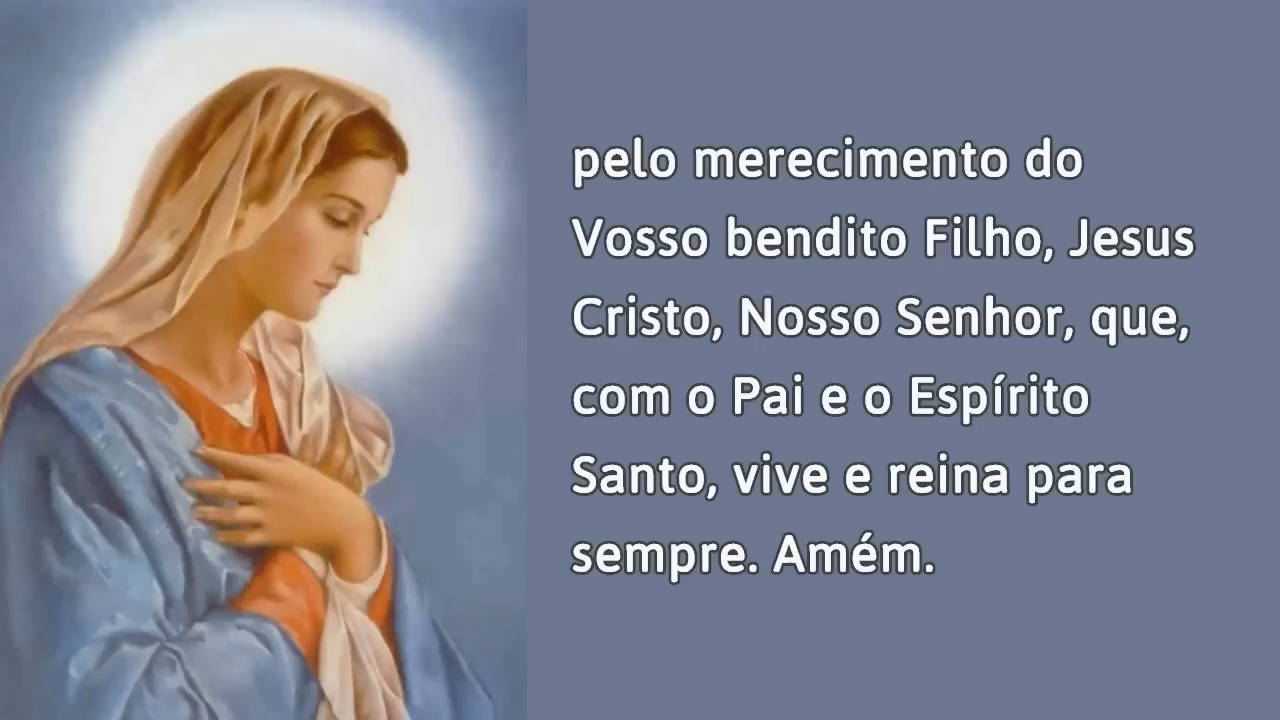 pelo merecimento do
Vosso bendito Filho, Jesus
Cristo, Nosso Senhor, que,
com o Pai e o Espírito
Santo, vive e reina para
sempre. Amém.